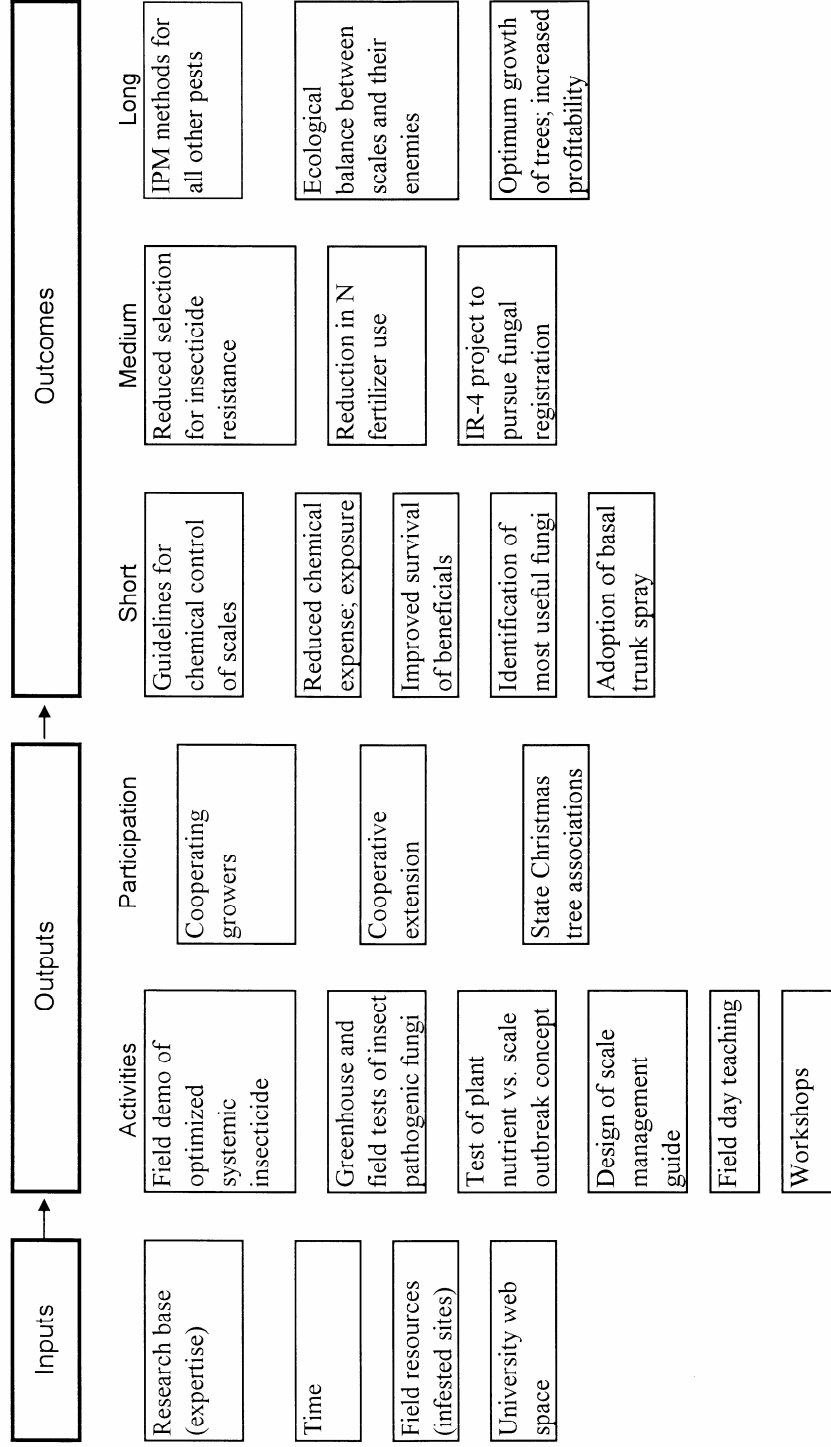 Inputs
Outputs
Outcomes
Activities
Participation
Short
Medium
Long
Research base
(expertise)
Time
Field resources
(infested sites)
University web
space
Field demo of
optimized
systemic
insecticide
Greenhouse and
field tests of insect
pathogenic fungi
Test of plant
nutrient vs. scale
outbreak concept
Design of scale
management
guide
Field day teaching
Workshops
Cooperating
growers
Cooperative
extension
State Christmas
tree associations
Guidelines for
chemical control
of scales
Reduced chemical
expense; exposure
Improved survival
of beneficials
Identification of
most useful fungi
Adoption of basal
trunk spray
Reduced selection
for insecticide
resistance
Reduction in N
fertilizer use
IR-4 project to
pursue fungal
registration
IPM methods for
all other pests
Ecological
balance between
scales and their
enemies
Optimum growth
of trees; increased
profitability